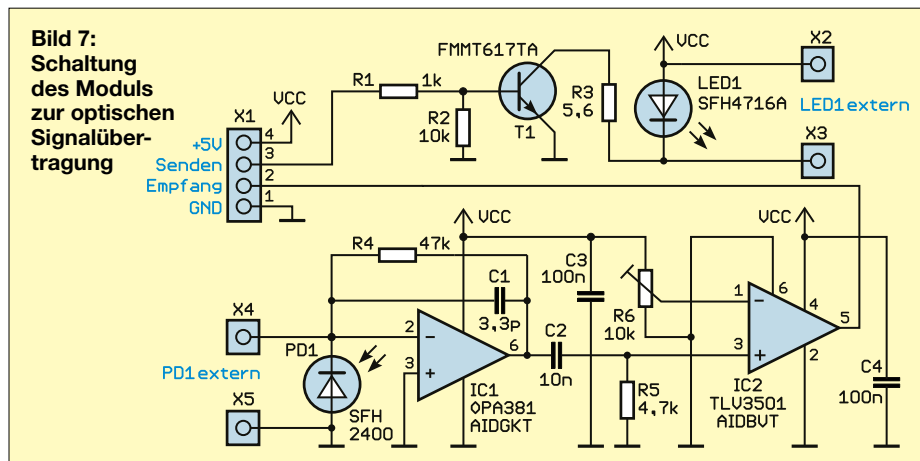 Bild 7:
Schaltung
des Moduls
zur optischen
Signalüber-
tragung
X1
VCC
4
+5V
3
Senden
2
Empfang
1
GND
R1
1k
R2
10k
FMMT617TA
T1
R3
5,6
VCC
LED1
SFH4716A
X2
LED1extern
X3
R4
47k
C1
3,3p
X4
PD1extern
X5
PD1
SFH
2400
2
3
6
VCC
IC1
OPA381
AIDGKT
C2
10n
C3
100n
R5
4,7k
R6
10k
VCC
1
3
6
4
5
2
IC2
TLV3501
AIDBVT
C4
100n